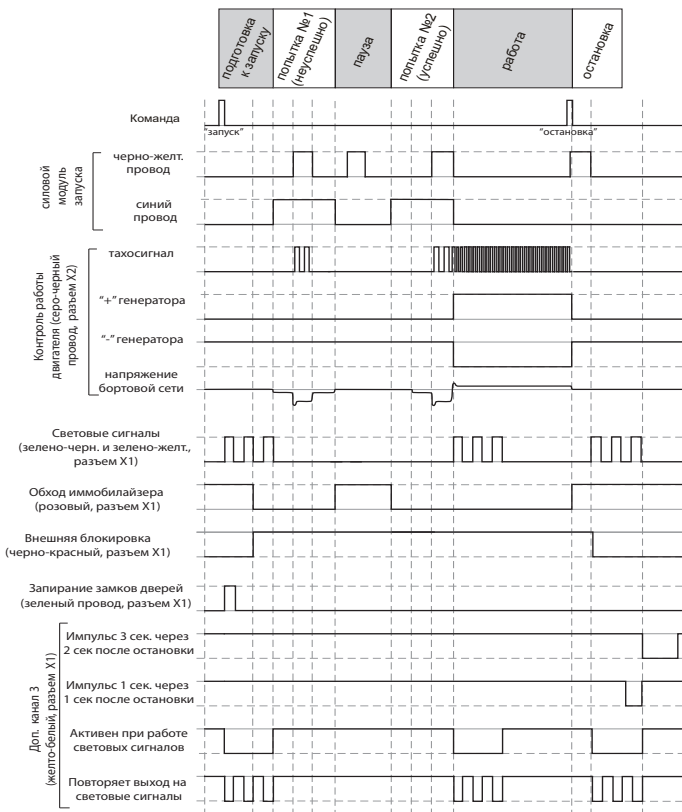 подготовка
к запуску
попытка №1
(неуспешно)
пауза
попытка №2
(успешно)
работа
остановка
Команда
"запуск"
"остановка"
силовой
модуль
запуска
черно-желт.
провод
синий
провод
Контроль работы
двигателя (серо-черный
провод, разъем X2)
тахосигнал
"+" генератора
"-" генератора
напряжение
бортовой сети
Световые сигналы
(зелено-черн. и зелено-желт.,
разъем X1)
Обход иммобилайзера
(розовый, разъем X1)
Внешняя блокировка
(черно-красный, разъем X1)
Запирание замков дверей
(зеленый провод, разъем X1)
Доп. канал 3
(желто-белый, разъем X1)
Импульс 3 сек. через
2 сек после остановки
Импульс 1 сек. через
1 сек после остановки
Активен при работе
световых сигналов
Повторяет выход на
световые сигналы